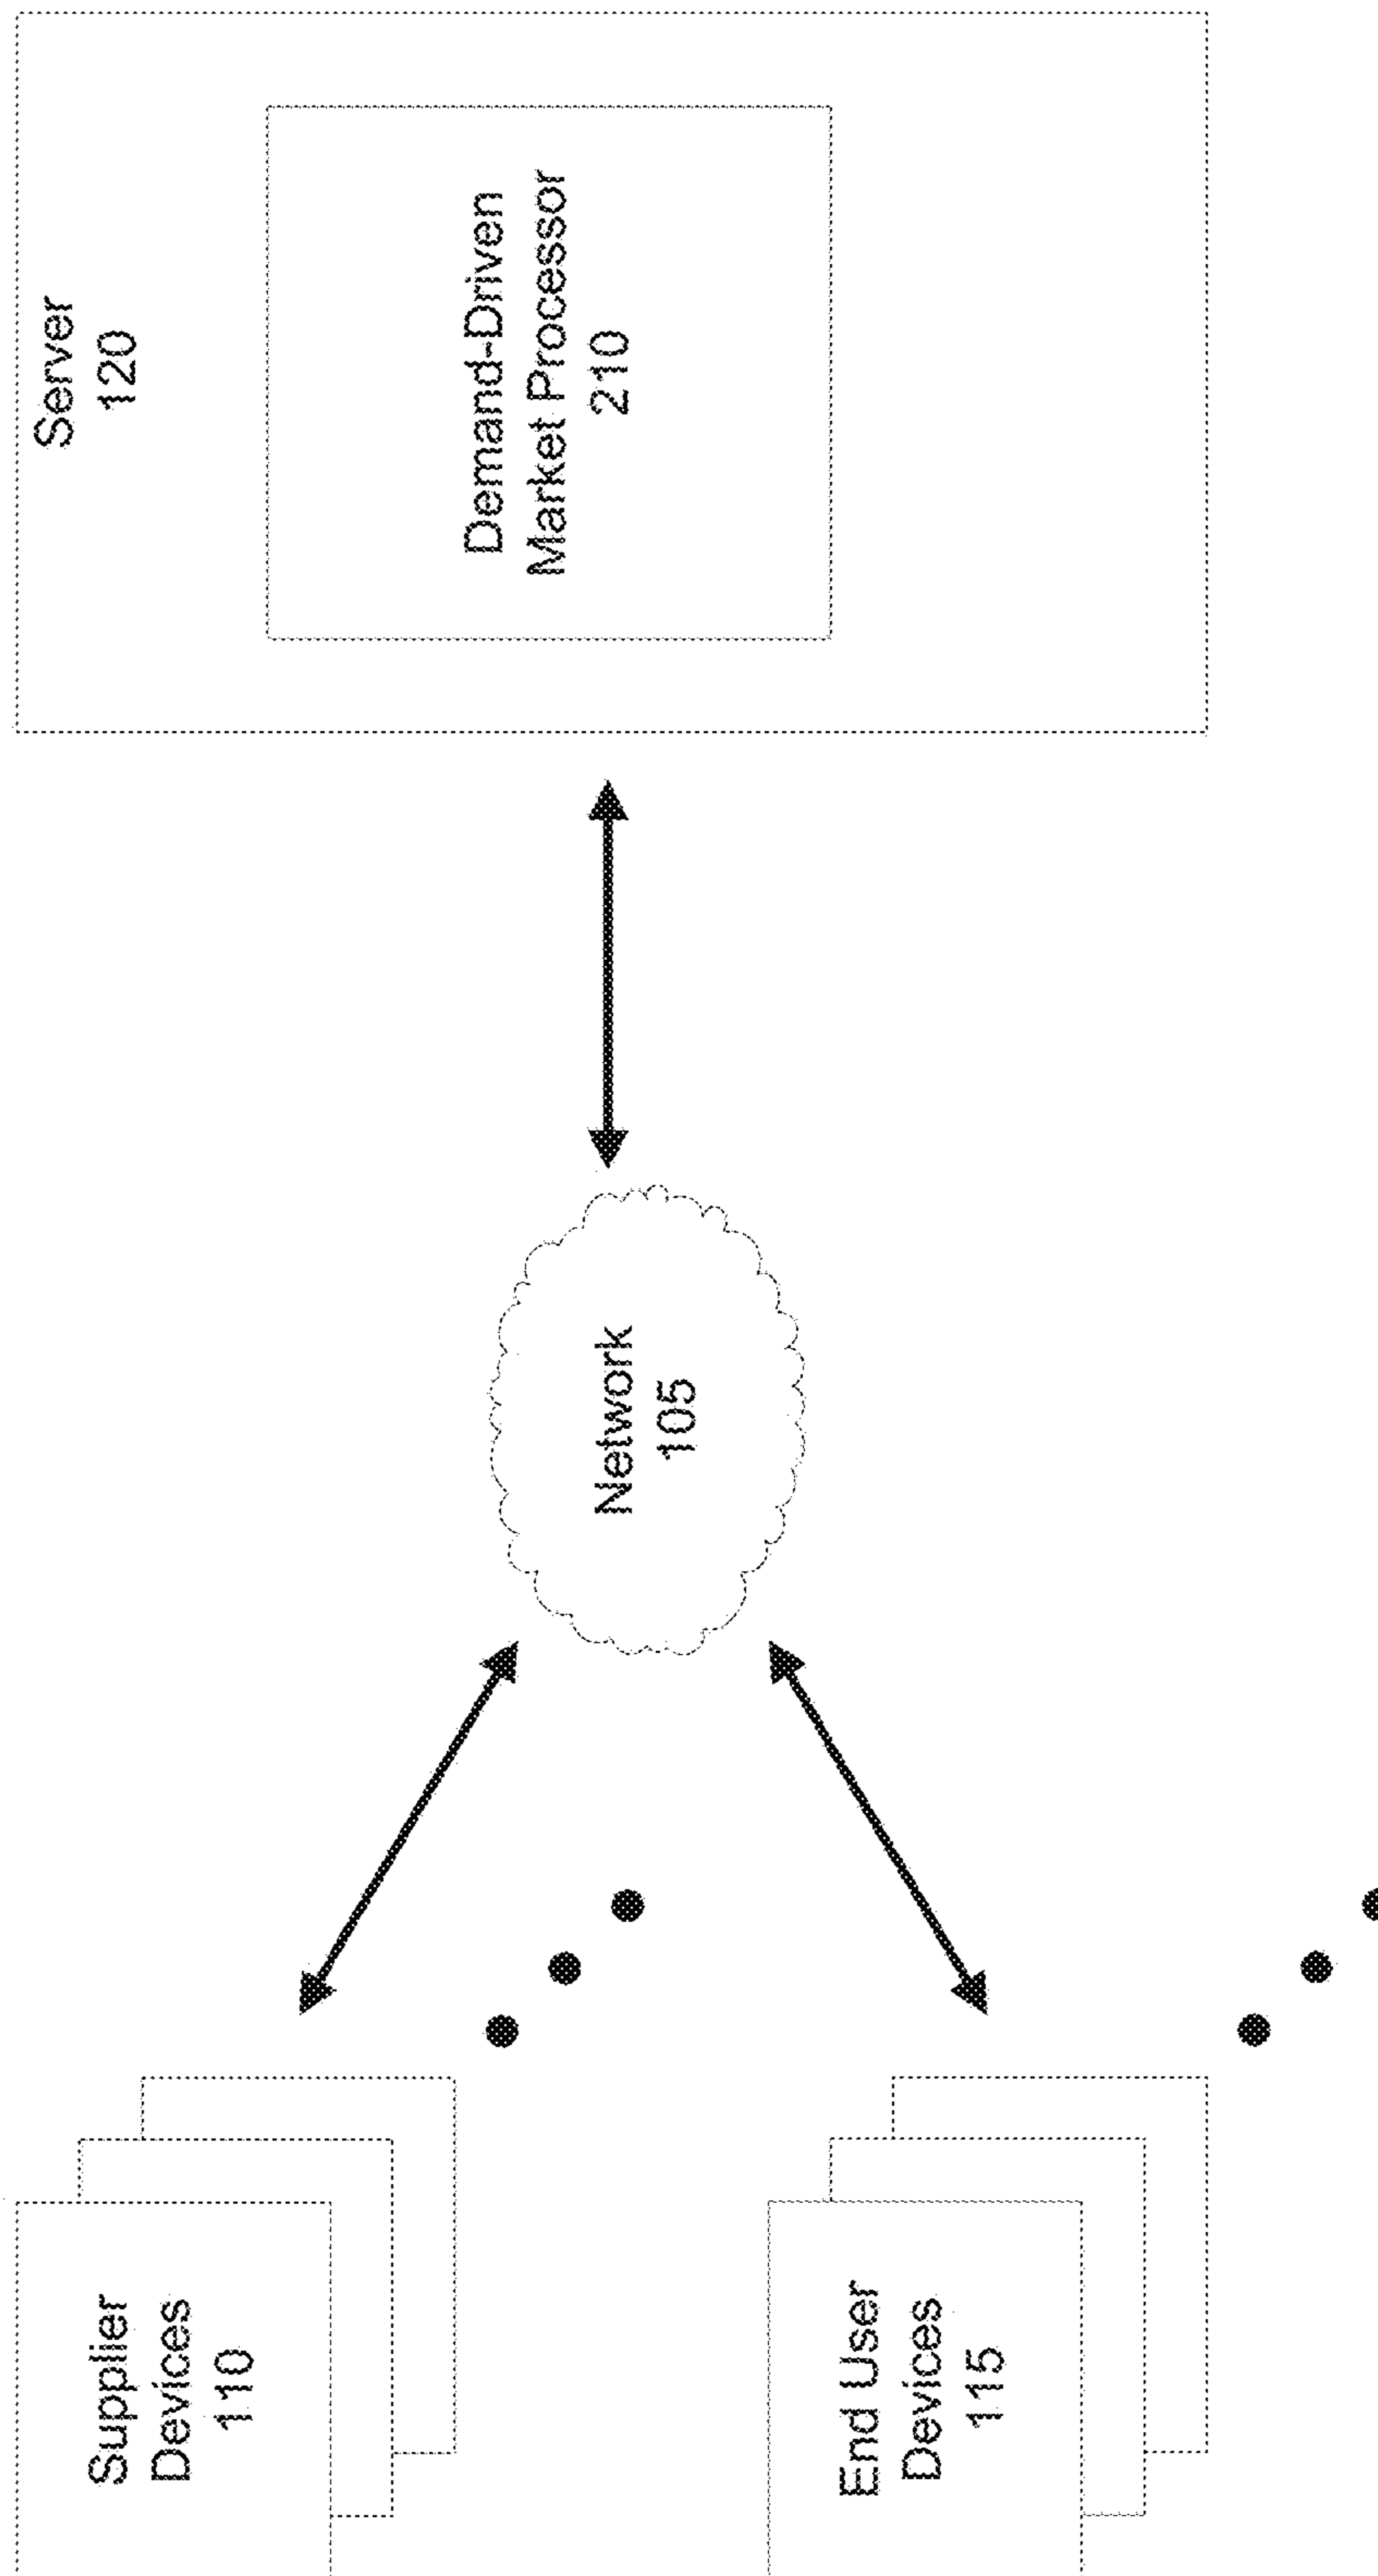 Supplier
Devices
110
End User
Devices
115
Network
105
Server
120
Demand-Driven
Market Processor
210